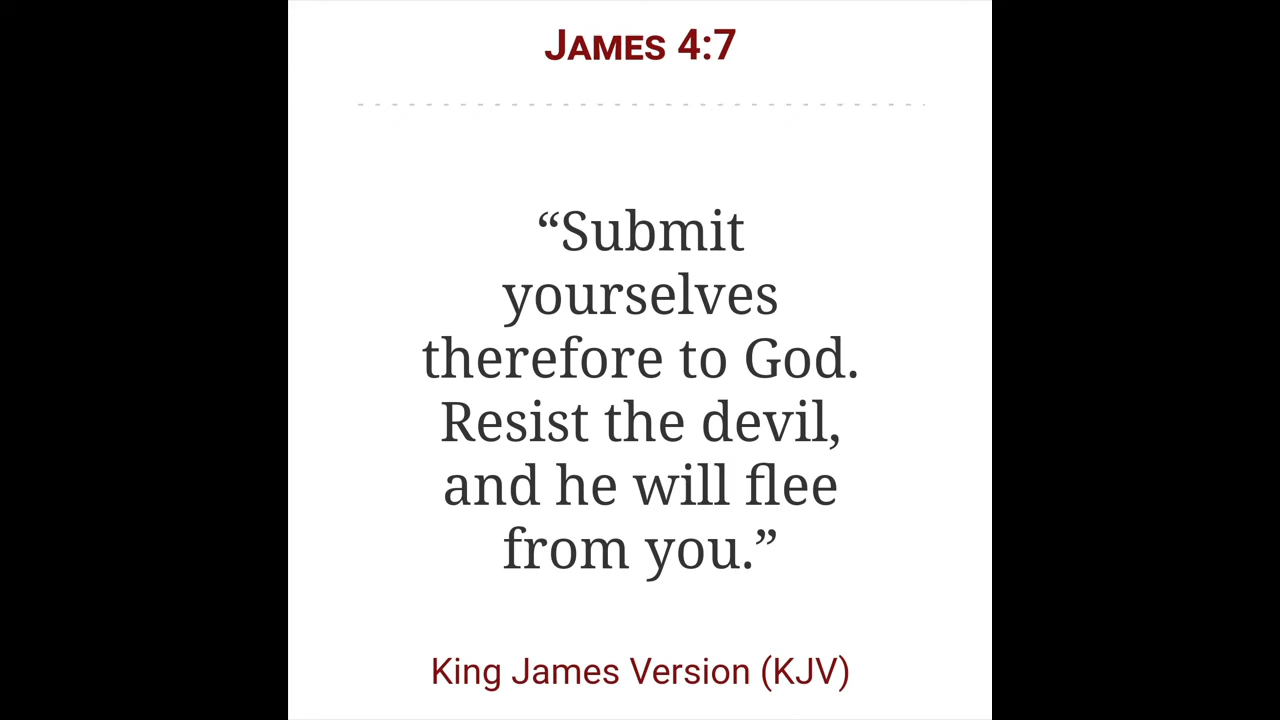 JAMES 4:7
“Submit
yourselves
therefore to God.
Resist the devil,
and he will flee
from you.”
King James Version (KJV)